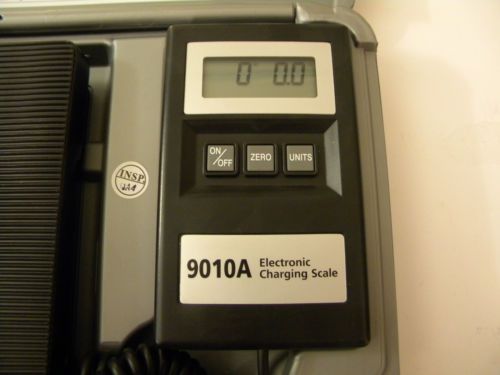 0 0.0
ON/OFF
ZERO
UNITS
INSP
9010A Electronic
Charging Scale